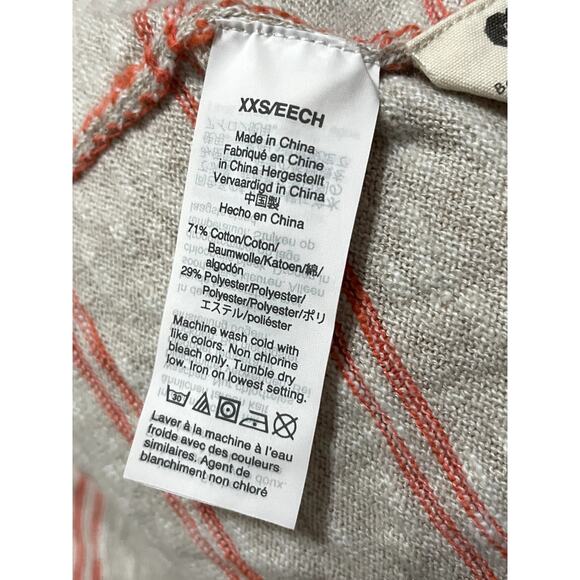 XXS/EECH
Made in China
Fabriqué en Chine
in China Hergestellt
Vervaardigd in China
中国製
Hecho en China
71% Cotton/Coton/
Baumwolle/Katoen/綿/
algodón
29% Polyester/Polyester/
Polyester/Polyester/ポリ
エステル/poliéster
Machine wash cold with
like colors. Non chlorine
bleach only. Tumble dry
low. Iron on lowest setting.
30
Laver à la machine à l'eau
froide avec des couleurs
similaires. Agent de
blanchiment non chloré